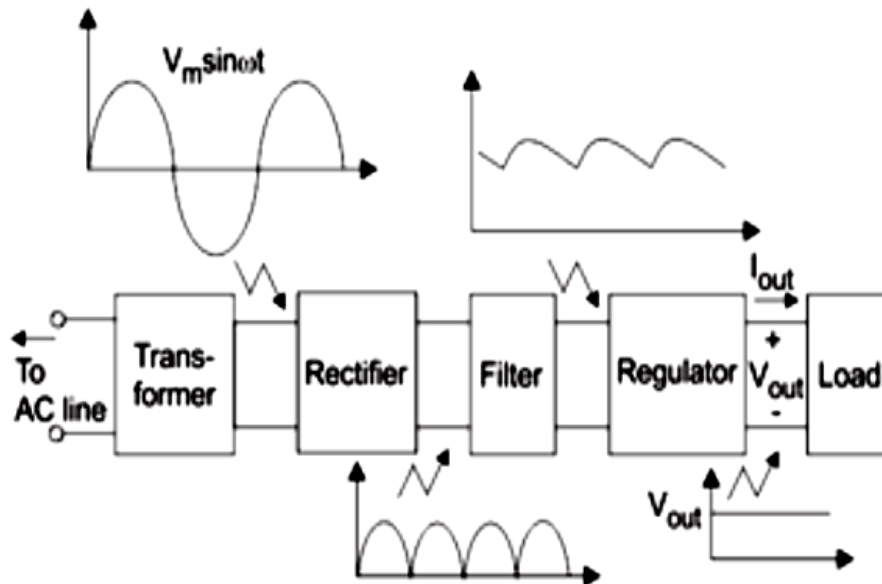 Vmsinωt
Iout
To
AC line
Trans-
former
Rectifier
Filter
Regulator
+
Vout
-
Load
Vout